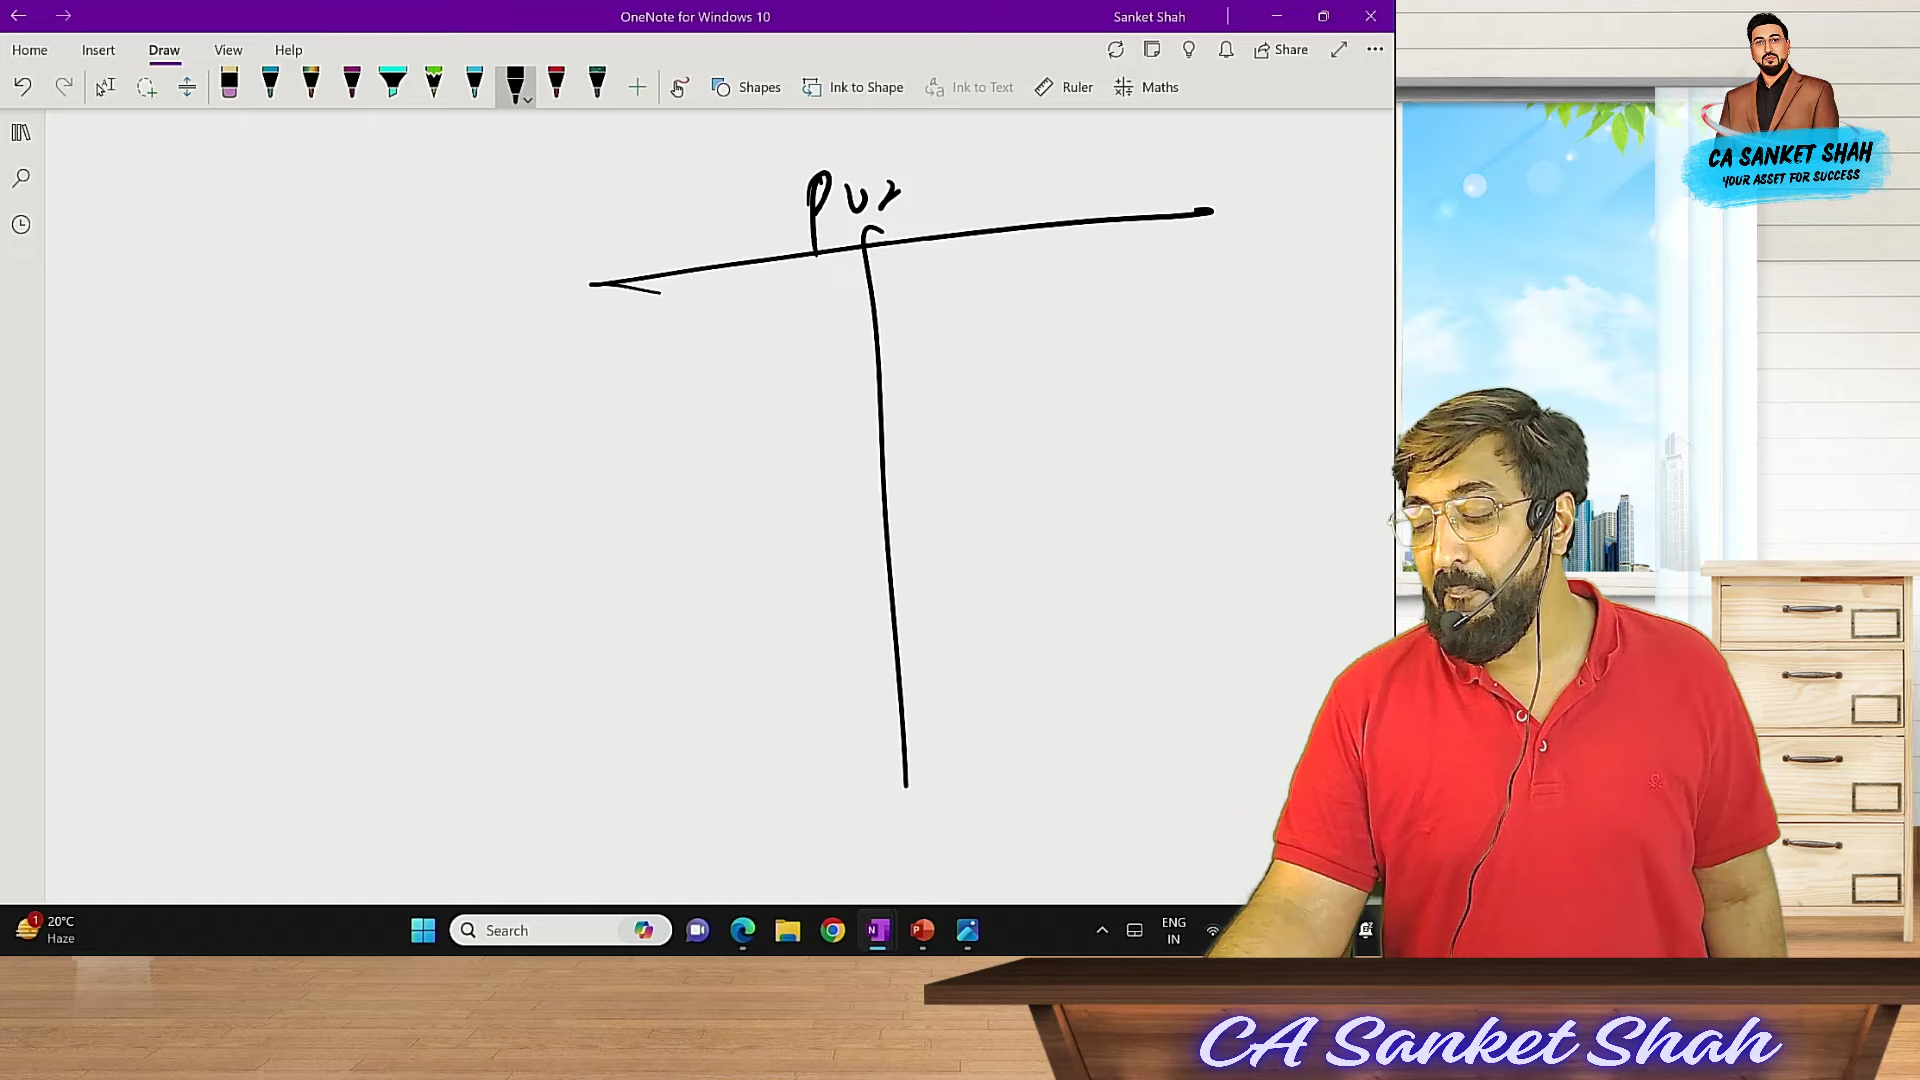 OneNote for Windows 10
Sanket Shah
Home Insert Draw View Help
Share
Shapes Ink to Shape Ink to Text Ruler Maths
Pur
CA SANKET SHAH
YOUR ASSET FOR SUCCESS
1 20°C
Haze
Search
ENG
IN
CA Sanket Shah